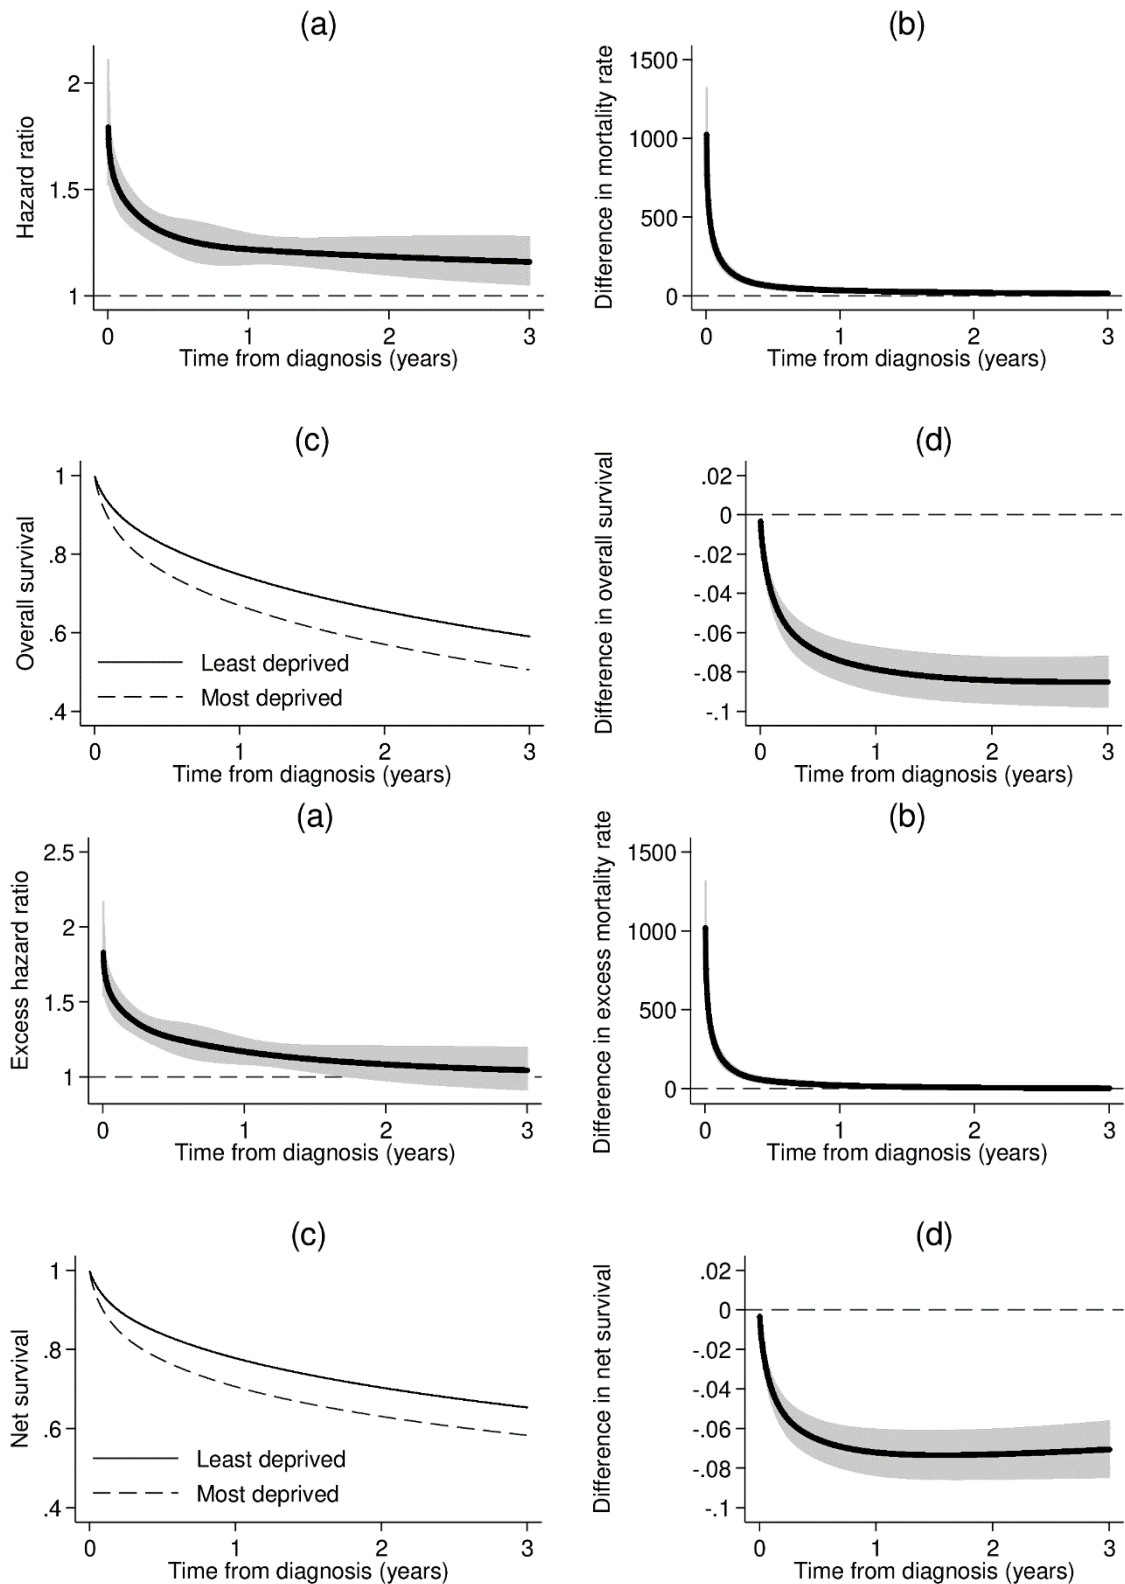 (a)
Hazard ratio
2
1.5
1
0 1 2 3
Time from diagnosis (years)
(b)
Difference in mortality rate
1500
1000
500
0
0 1 2 3
Time from diagnosis (years)
(c)
Overall survival
1
.8
.6
.4
Least deprived
Most deprived
0 1 2 3
Time from diagnosis (years)
(d)
Difference in overall survival
.02
0
-.02
-.04
-.06
-.08
-.1
0 1 2 3
Time from diagnosis (years)
(a)
Excess hazard ratio
2.5
2
1.5
1
0 1 2 3
Time from diagnosis (years)
(b)
Difference in excess mortality rate
1500
1000
500
0
0 1 2 3
Time from diagnosis (years)
(c)
Net survival
1
.8
.6
.4
Least deprived
Most deprived
0 1 2 3
Time from diagnosis (years)
(d)
Difference in net survival
.02
0
-.02
-.04
-.06
-.08
-.1
0 1 2 3
Time from diagnosis (years)